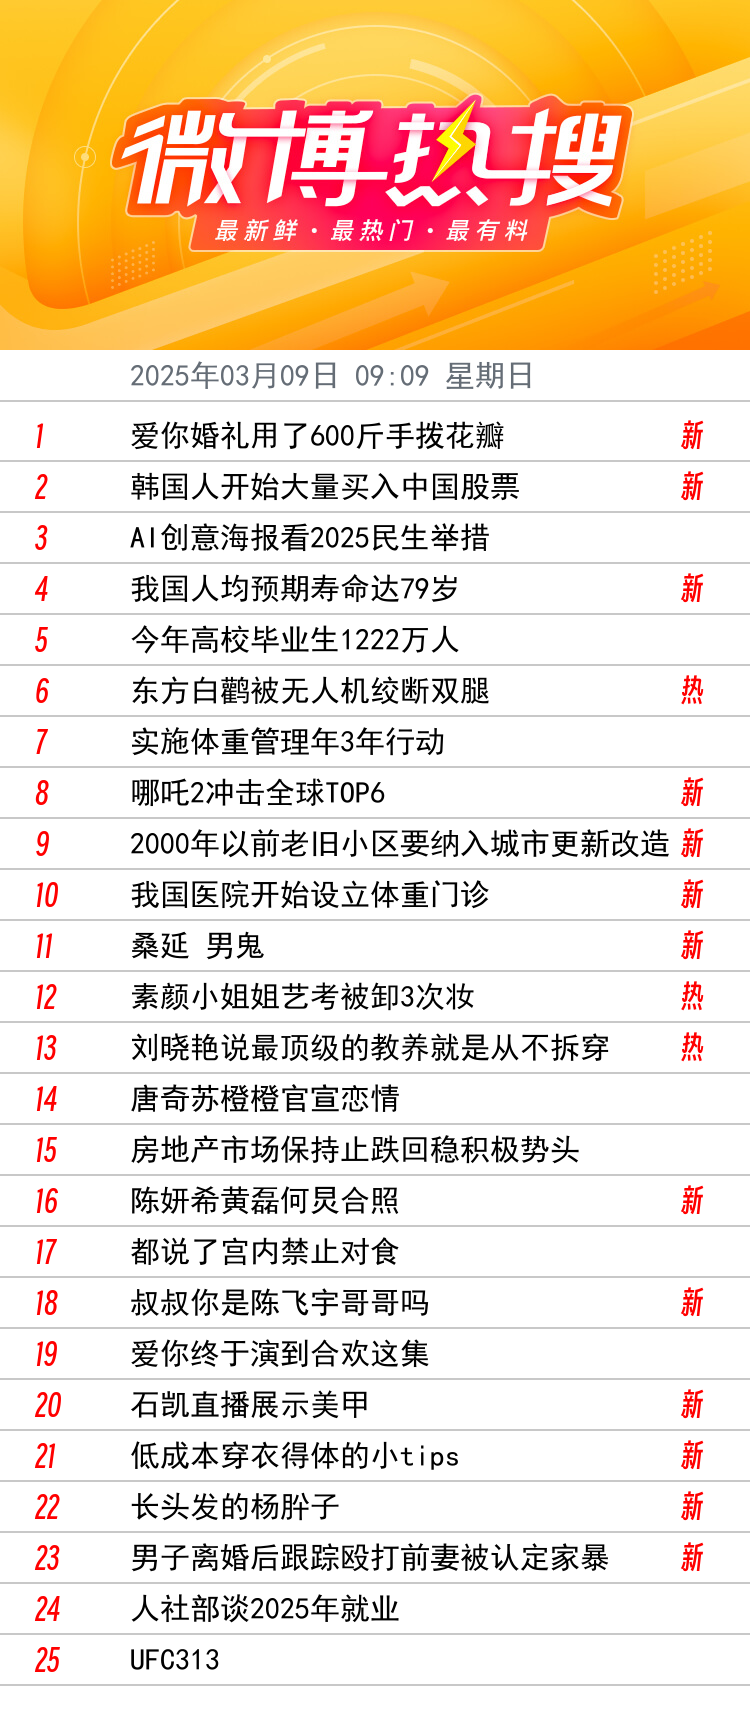 微博热搜
最新鲜·最热门·最有料
2025年03月09日 09:09 星期日
1 爱你婚礼用了600斤手拨花瓣 新
2 韩国人开始大量买入中国股票 新
3 AI创意海报看2025民生举措
4 我国人均预期寿命达79岁 新
5 今年高校毕业生1222万人
6 东方白鹳被无人机绞断双腿 热
7 实施体重管理年3年行动
8 哪吒2冲击全球TOP6 新
9 2000年以前老旧小区要纳入城市更新改造 新
10 我国医院开始设立体重门诊 新
11 桑延 男鬼 新
12 素颜小姐姐艺考被卸3次妆 热
13 刘晓艳说最顶级的教养就是从不拆穿 热
14 唐奇苏橙橙官宣恋情
15 房地产市场保持止跌回稳积极势头
16 陈妍希黄磊何炅合照 新
17 都说了宫内禁止对食
18 叔叔你是陈飞宇哥哥吗 新
19 爱你终于演到合欢这集
20 石凯直播展示美甲 新
21 低成本穿衣得体的小tips 新
22 长头发的杨肸子 新
23 男子离婚后跟踪殴打前妻被认定家暴 新
24 人社部谈2025年就业
25 UFC313